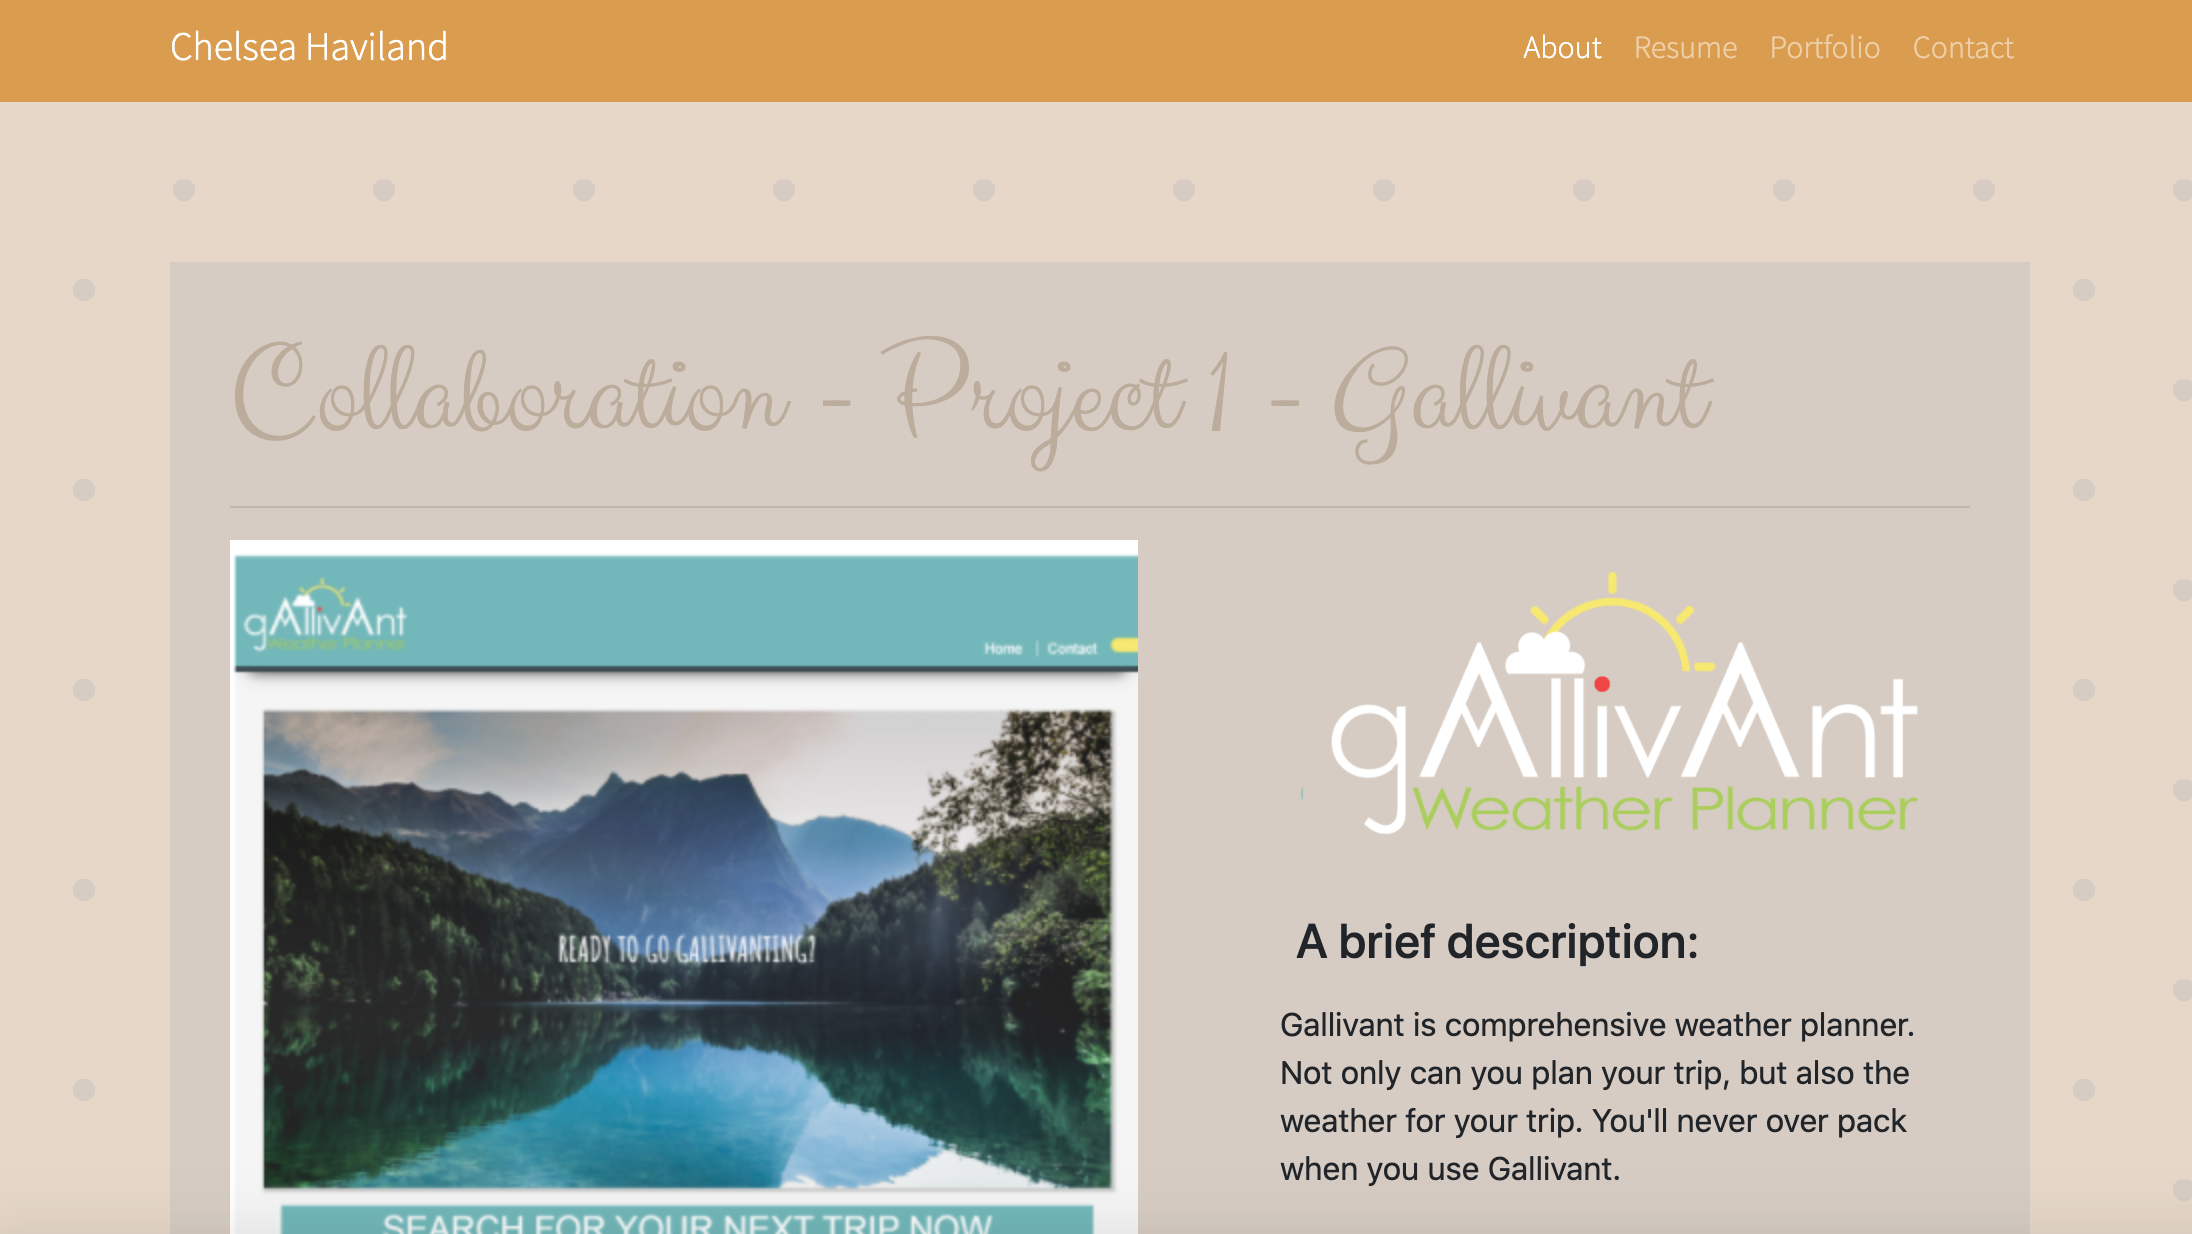 Chelsea Haviland
About Resume Portfolio Contact
Collaboration - Project 1 - Gallivant
gAllivAnt
Weather Planner
Home | Contact
READY TO GO GALLIVANTING?
SEARCH FOR YOUR NEXT TRIP NOW
gAllivAnt
Weather Planner
A brief description:
Gallivant is comprehensive weather planner.
Not only can you plan your trip, but also the
weather for your trip. You'll never over pack
when you use Gallivant.